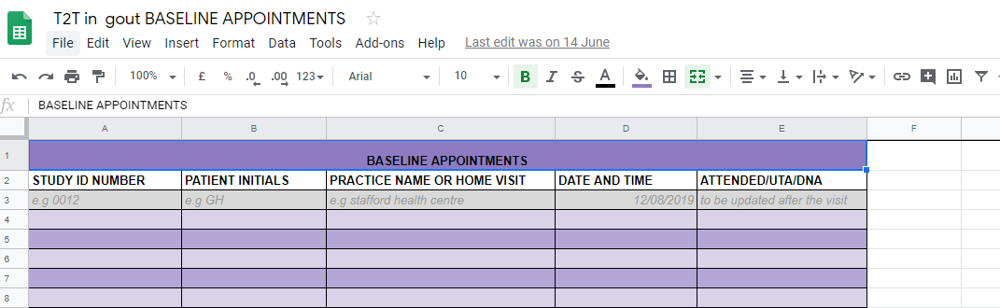 T2T in  gout BASELINE APPOINTMENTS
File Edit View Insert Format Data Tools Add-ons Help Last edit was on 14 June
100% £ % .0 .00 123 Arial 10 B I S A
fx BASELINE APPOINTMENTS
A B C D E F
1 BASELINE APPOINTMENTS
2 STUDY ID NUMBER PATIENT INITIALS PRACTICE NAME OR HOME VISIT DATE AND TIME ATTENDED/UTA/DNA
3 e.g 0012 e.g GH e.g stafford health centre 12/08/2019 to be updated after the visit
4
5
6
7
8